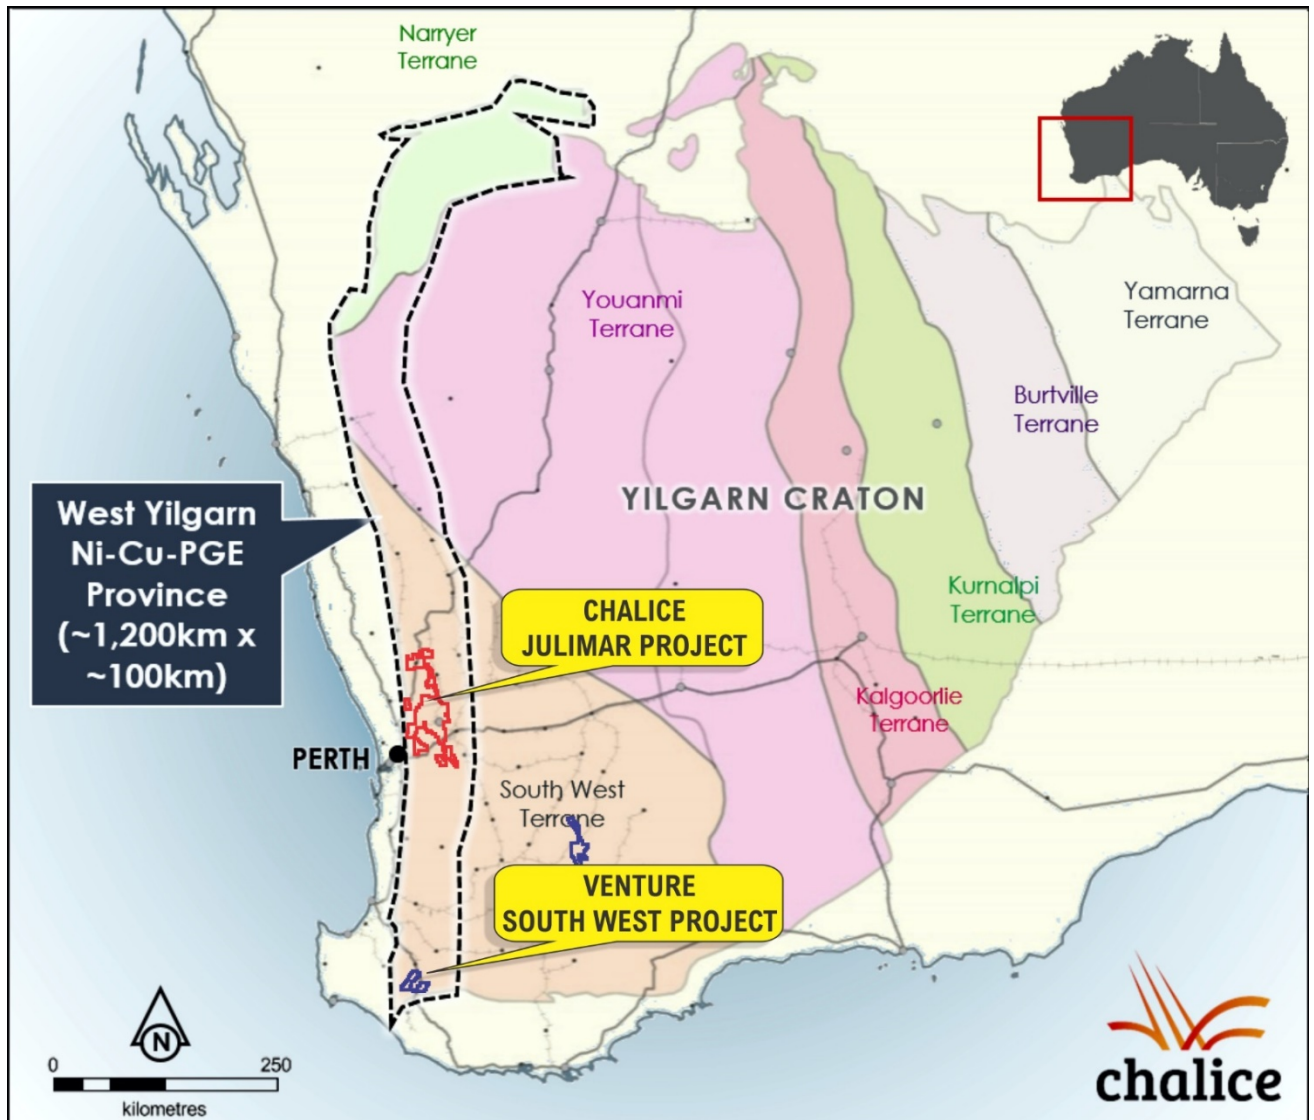 Narryer
Terrane
Youanmi
Terrane
Yamarna
Terrane
Burtville
Terrane
YILGARN CRATON
West Yilgarn
Ni-Cu-PGE
Province
(~1,200km x
~100km)
Kurnalpi
Terrane
CHALICE
JULIMAR PROJECT
Kalgoorlie
Terrane
PERTH
South West
Terrane
VENTURE
SOUTH WEST PROJECT
N
0 250
kilometres
chalice